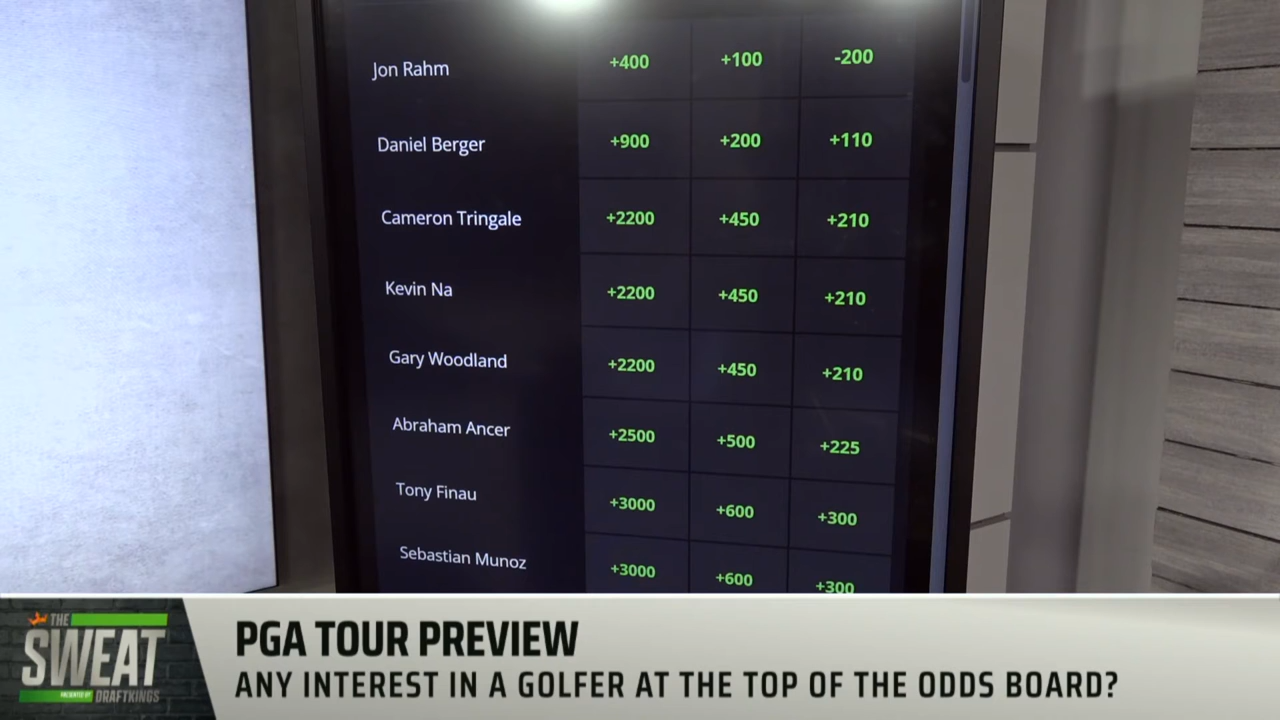 Jon Rahm +400 +100 -200
Daniel Berger +900 +200 +110
Cameron Tringale +2200 +450 +210
Kevin Na +2200 +450 +210
Gary Woodland +2200 +450 +210
Abraham Ancer +2500 +500 +225
Tony Finau +3000 +600 +300
Sebastian Munoz +3000 +600 +300
THE
SWEAT
PRESENTED BY DRAFTKINGS
PGA TOUR PREVIEW
ANY INTEREST IN A GOLFER AT THE TOP OF THE ODDS BOARD?